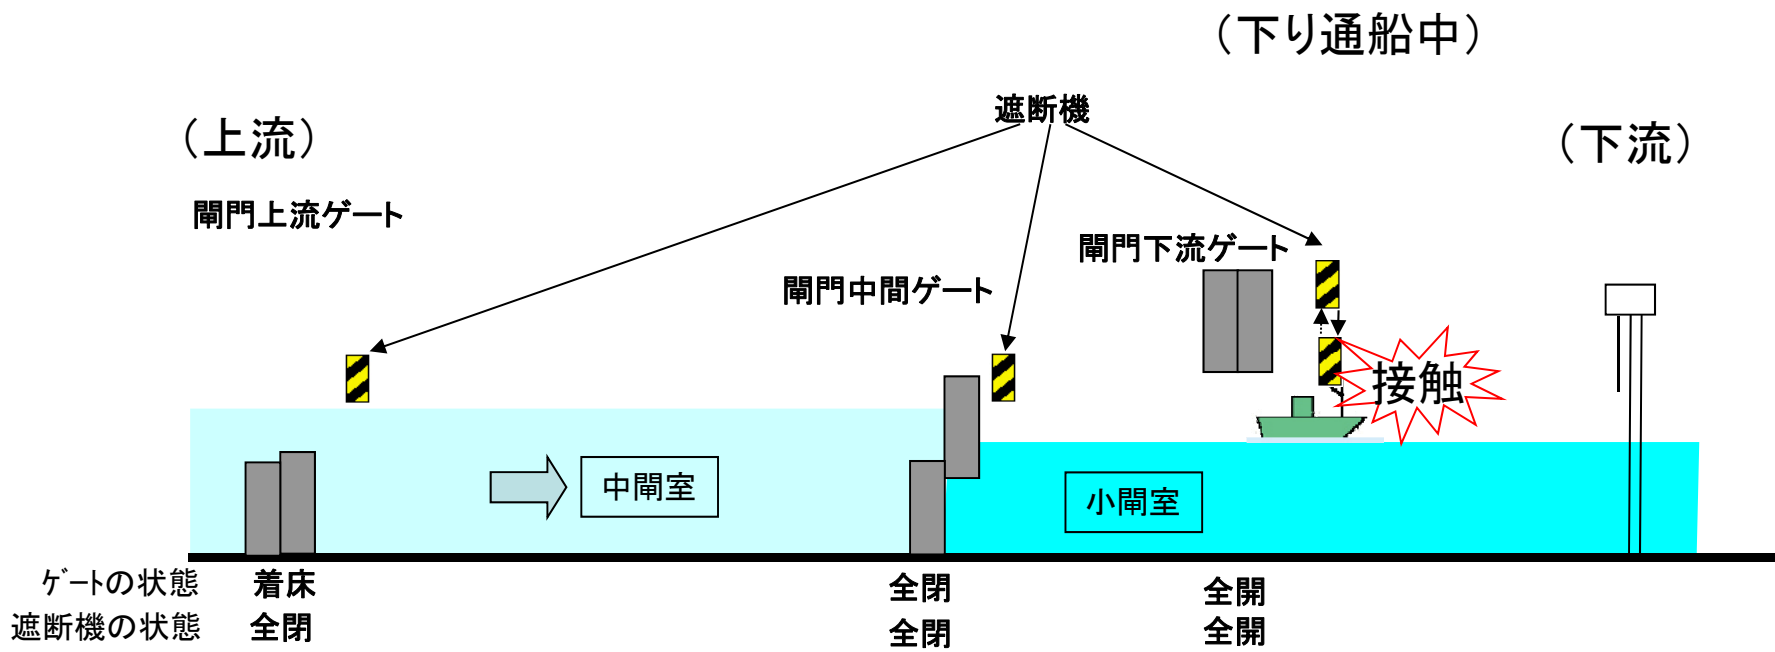 （下り通船中）
遮断機
（上流）
（下流）
閘門上流ゲート
閘門下流ゲート
閘門中間ゲート
接触
中閘室
小閘室
ｹﾞｰﾄの状態 着床 全閉 全開
遮断機の状態 全閉 全閉 全開